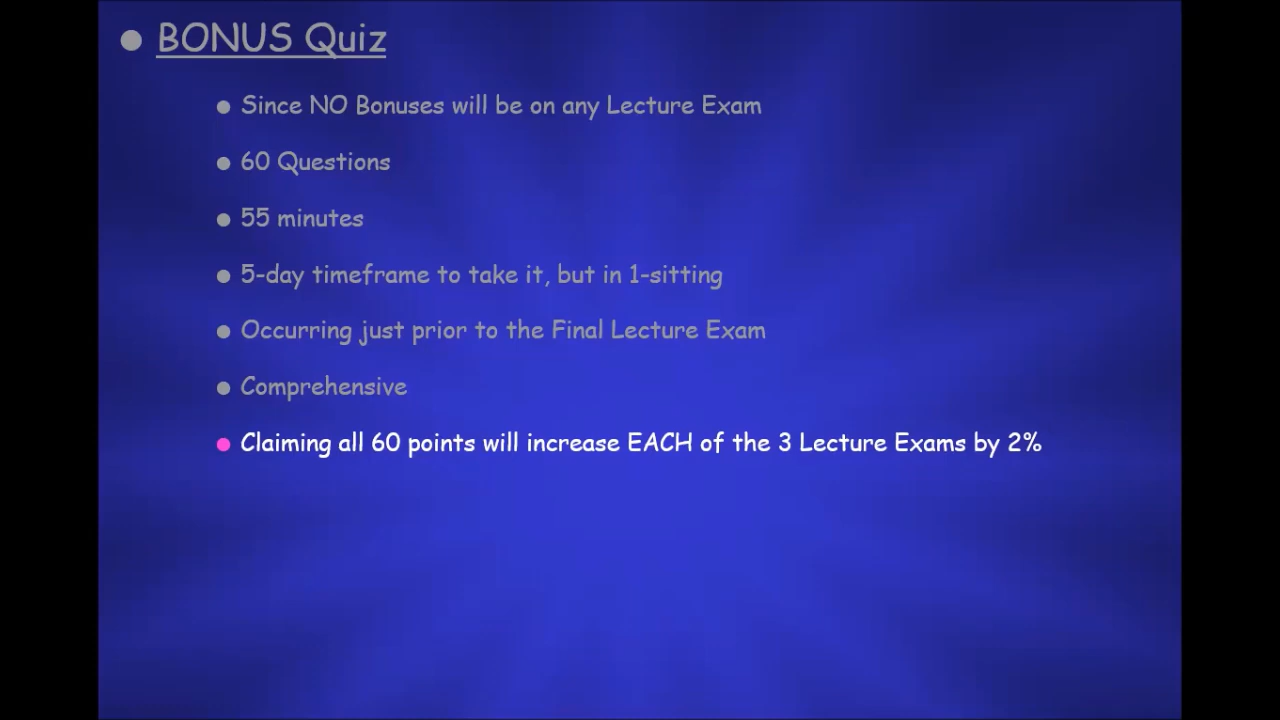 BONUS Quiz
Since NO Bonuses will be on any Lecture Exam
60 Questions
55 minutes
5-day timeframe to take it, but in 1-sitting
Occurring just prior to the Final Lecture Exam
Comprehensive
Claiming all 60 points will increase EACH of the 3 Lecture Exams by 2%